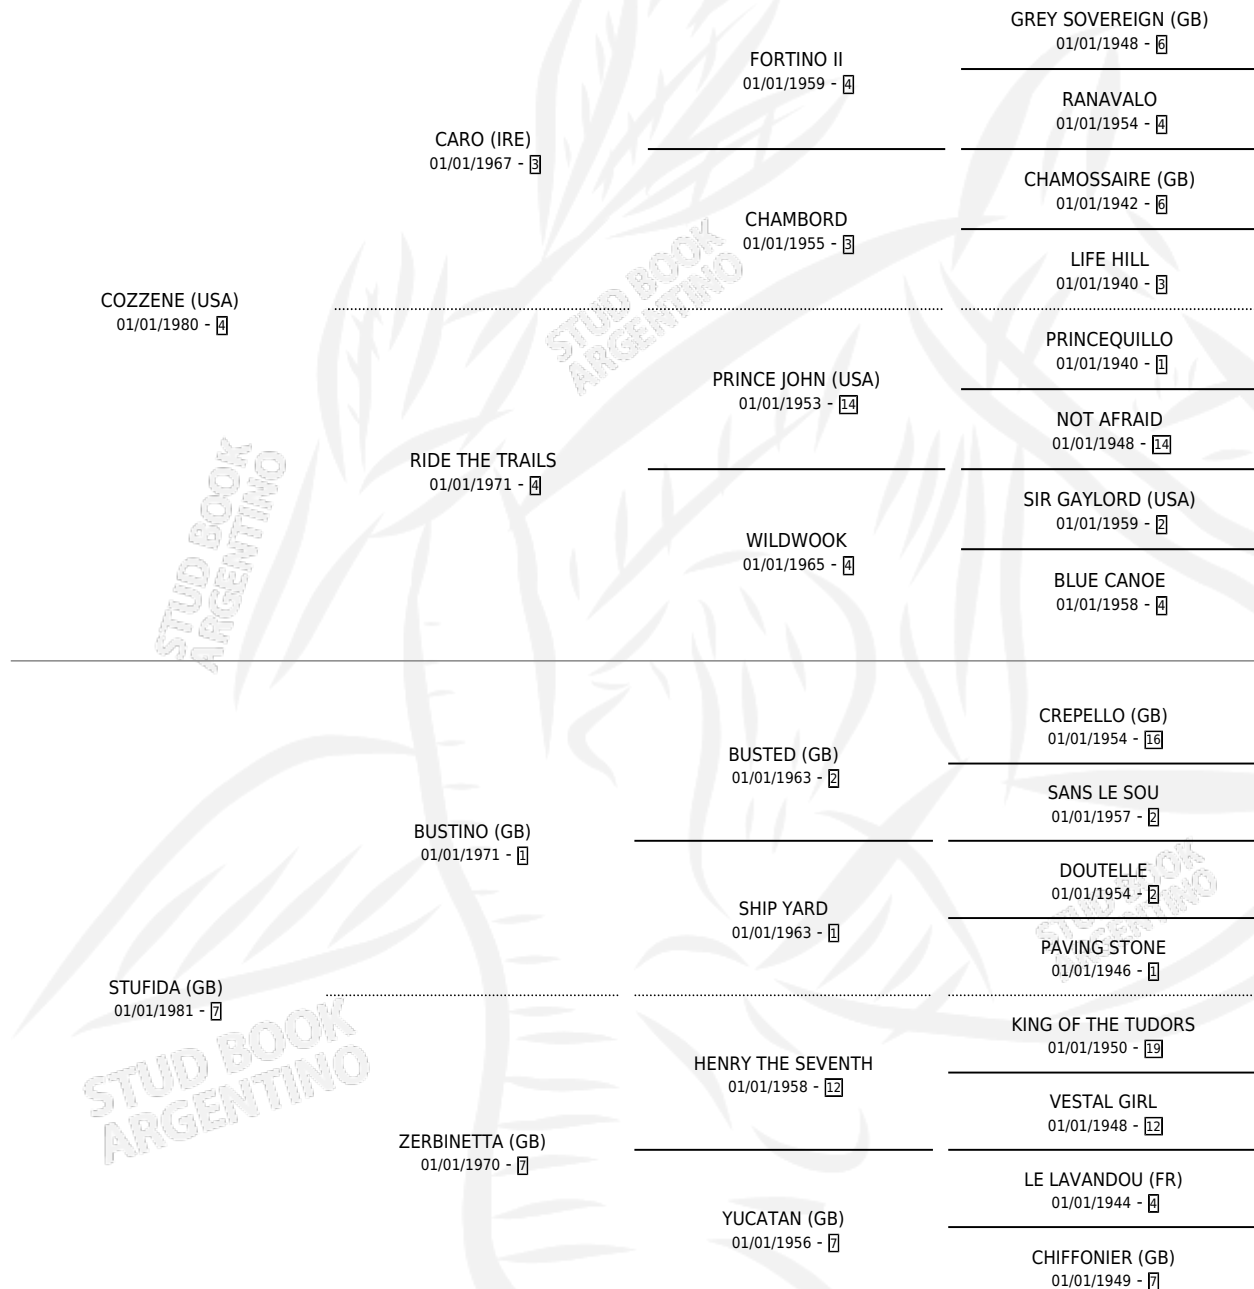 GREY SOVEREIGN (GB)
01/01/1948 - 6
FORTINO II
01/01/1959 - 4
RANAVALO
01/01/1954 - 4
CARO (IRE)
01/01/1967 - 3
CHAMOSSAIRE (GB)
01/01/1942 - 6
CHAMBORD
01/01/1955 - 3
LIFE HILL
01/01/1940 - 3
COZZENE (USA)
01/01/1980 - 4
PRINCEQUILLO
01/01/1940 - 1
PRINCE JOHN (USA)
01/01/1953 - 14
NOT AFRAID
01/01/1948 - 14
RIDE THE TRAILS
01/01/1971 - 4
SIR GAYLORD (USA)
01/01/1959 - 2
WILDWOOK
01/01/1965 - 4
BLUE CANOE
01/01/1958 - 4
CREPELLO (GB)
01/01/1954 - 16
BUSTED (GB)
01/01/1963 - 2
SANS LE SOU
01/01/1957 - 2
BUSTINO (GB)
01/01/1971 - 1
DOUTELLE
01/01/1954 - 2
SHIP YARD
01/01/1963 - 1
PAVING STONE
01/01/1946 - 1
STUFIDA (GB)
01/01/1981 - 7
KING OF THE TUDORS
01/01/1950 - 19
HENRY THE SEVENTH
01/01/1958 - 12
VESTAL GIRL
01/01/1948 - 12
ZERBINETTA (GB)
01/01/1970 - 7
LE LAVANDOU (FR)
01/01/1944 - 4
YUCATAN (GB)
01/01/1956 - 7
CHIFFONIER (GB)
01/01/1949 - 7
STUD BOOK
ARGENTINO
STUD BOOK
ARGENTINO
STUD BOOK
ARGENTINO
STUD BOOK
ARGENTINO